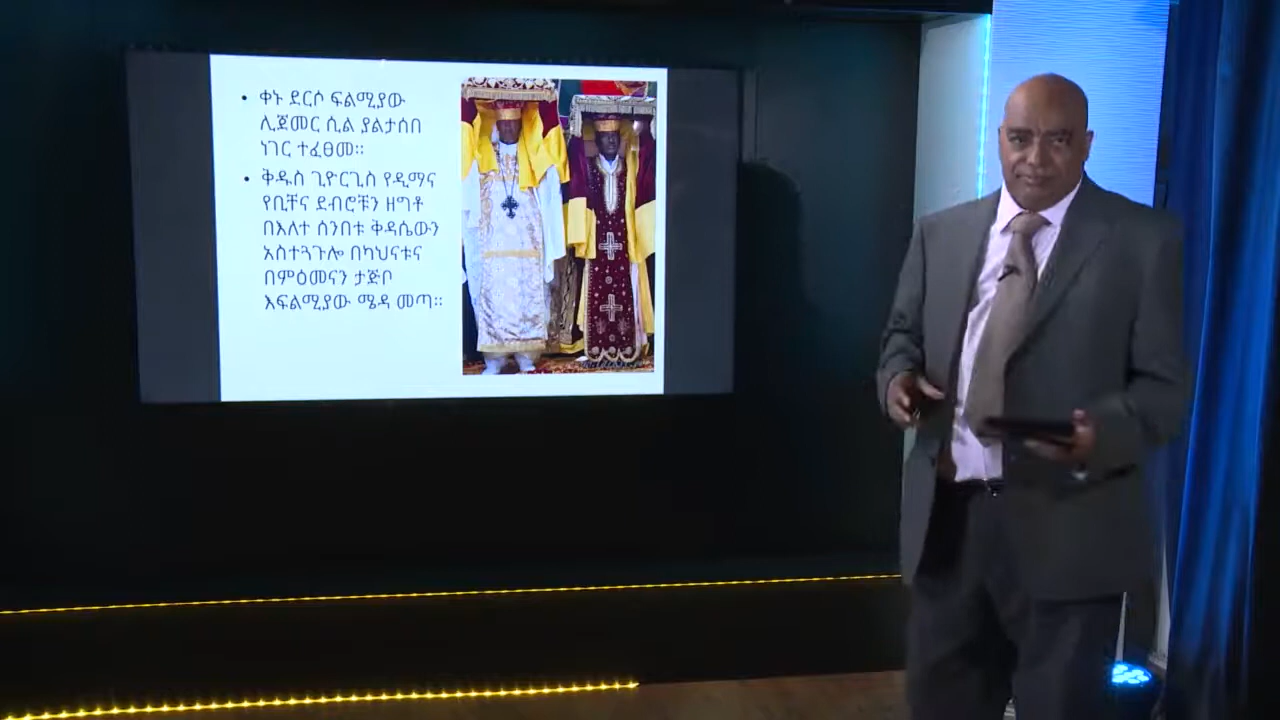 • ቀኑ ደርሶ ፍልሚያው
ሊጀመር ሲል ያልታሰበ
ነገር ተፈፀመ።
• ቅዱስ ጊዮርጊስ የዲማና
የቢቸና ደብሮቹን ዘግቶ
በእለተ ሰንበቱ ቅዳሴውን
አስተጓጉሎ በካህናቱና
በምዕመናን ታጅቦ
እፍልሚያው ሜዳ መጣ።